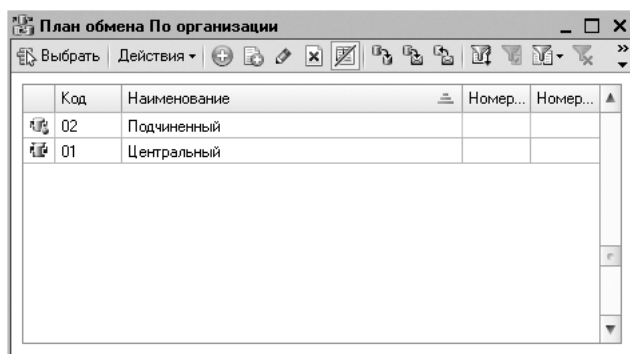 План обмена По организации
Выбрать Действия
Код Наименование Номер... Номер...
02 Подчиненный
01 Центральный